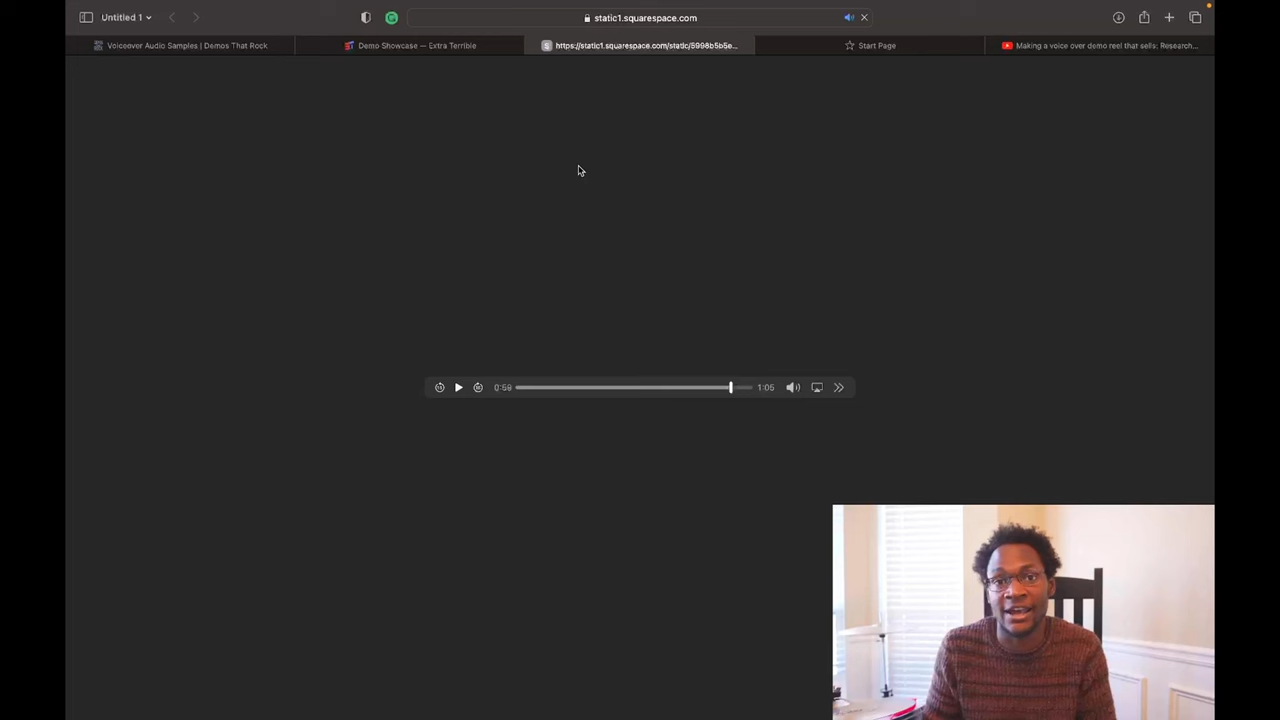 Untitled 1
static1.squarespace.com
Voiceover Audio Samples | Demos That Rock
Demo Showcase — Extra Terrible
https://static1.squarespace.com/static/5998b5b5e...
Start Page
Making a voice over demo reel that sells: Research...
0:59
1:05